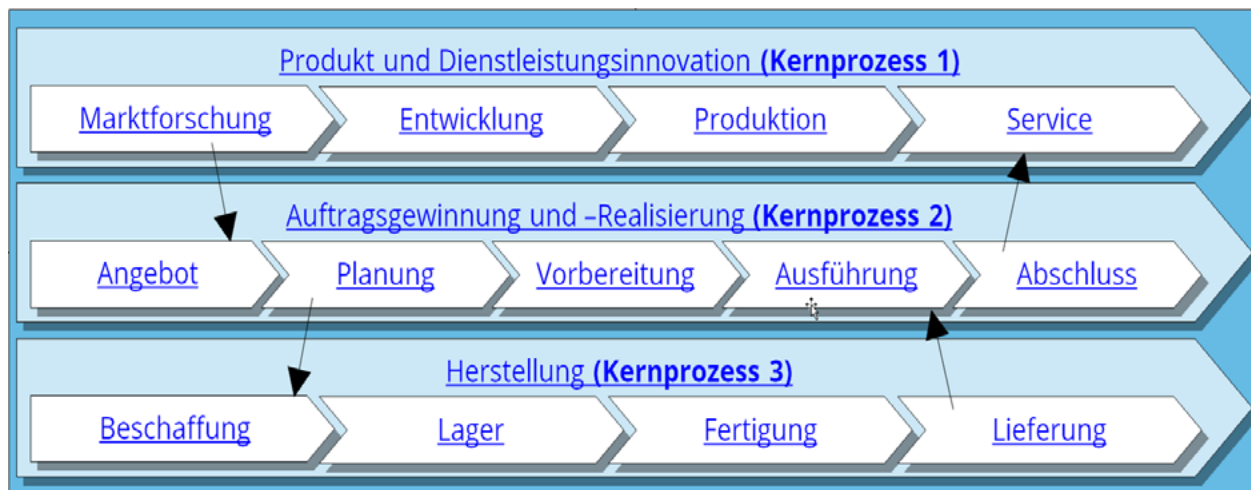 Produkt und Dienstleistungsinnovation (Kernprozess 1)
Marktforschung Entwicklung Produktion Service
Auftragsgewinnung und –Realisierung (Kernprozess 2)
Angebot Planung Vorbereitung Ausführung Abschluss
Herstellung (Kernprozess 3)
Beschaffung Lager Fertigung Lieferung